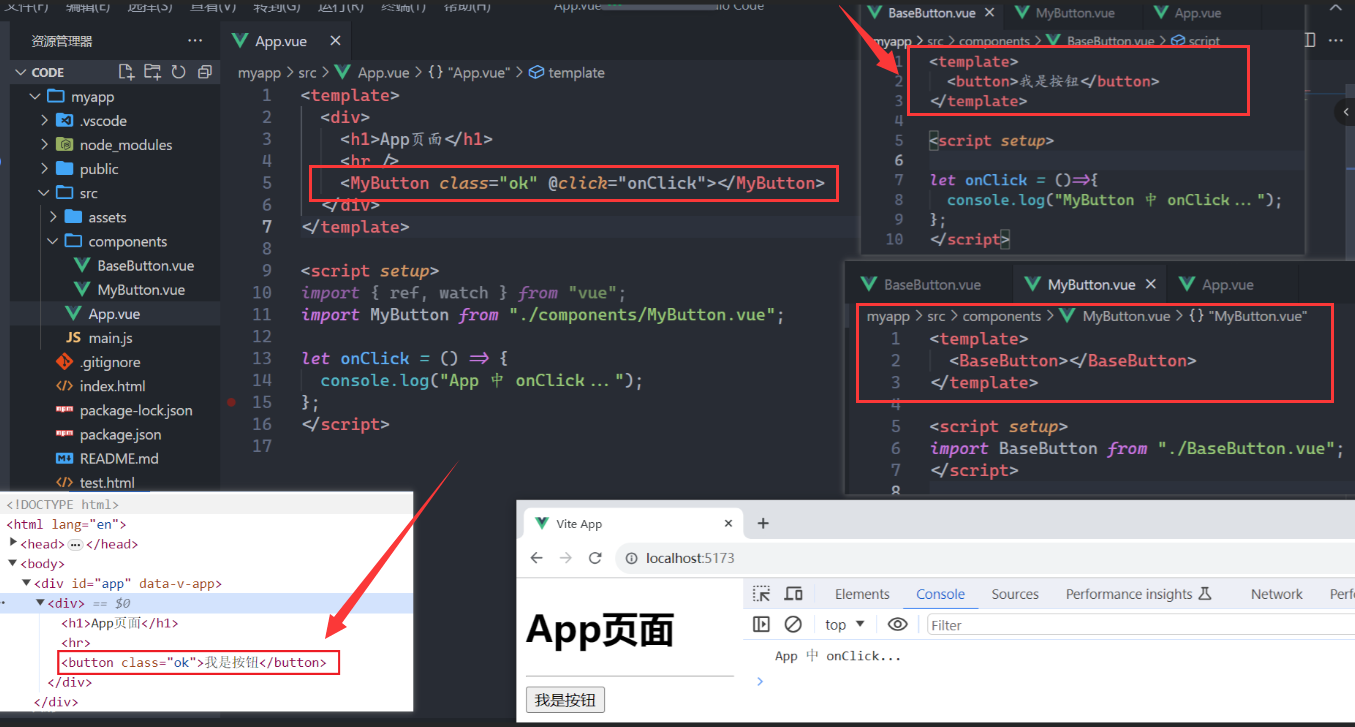 文件(F) 编辑(E) 选择(S) 查看(V) 转到(G) 运行(R) 终端(T) 帮助(H)
资源管理器 ···
CODE
myapp
.vscode
node_modules
public
src
assets
components
BaseButton.vue
MyButton.vue
App.vue
JS main.js
.gitignore
index.html
package-lock.json
package.json
README.md
test.html
App.vue ×
myapp > src > App.vue > {} "App.vue" > template
1 <template>
2 <div>
3 <h1>App页面</h1>
4 <hr />
5 <MyButton class="ok" @click="onClick"></MyButton>
6 </div>
7 </template>
8
9 <script setup>
10 import { ref, watch } from "vue";
11 import MyButton from "./components/MyButton.vue";
12
13 let onClick = () => {
14 console.log("App 中 onClick...");
15 };
16 </script>
17
BaseButton.vue × MyButton.vue App.vue
myapp > src > components > BaseButton.vue > script
1 <template>
2 <button>我是按钮</button>
3 </template>
4
5 <script setup>
6
7 let onClick = ()=>{
8 console.log("MyButton 中 onClick...");
9 };
10 </script>
BaseButton.vue MyButton.vue × App.vue
myapp > src > components > MyButton.vue > {} "MyButton.vue"
1 <template>
2 <BaseButton></BaseButton>
3 </template>
4
5 <script setup>
6 import BaseButton from "./BaseButton.vue";
7 </script>
8
<!DOCTYPE html>
<html lang="en">
<head> ··· </head>
<body>
<div id="app" data-v-app>
<div> == $0
<h1>App页面</h1>
<hr>
<button class="ok">我是按钮</button>
</div>
</div>
Vite App × +
localhost:5173
App页面
我是按钮
Elements Console Sources Performance insights Network
top Filter
App 中 onClick...